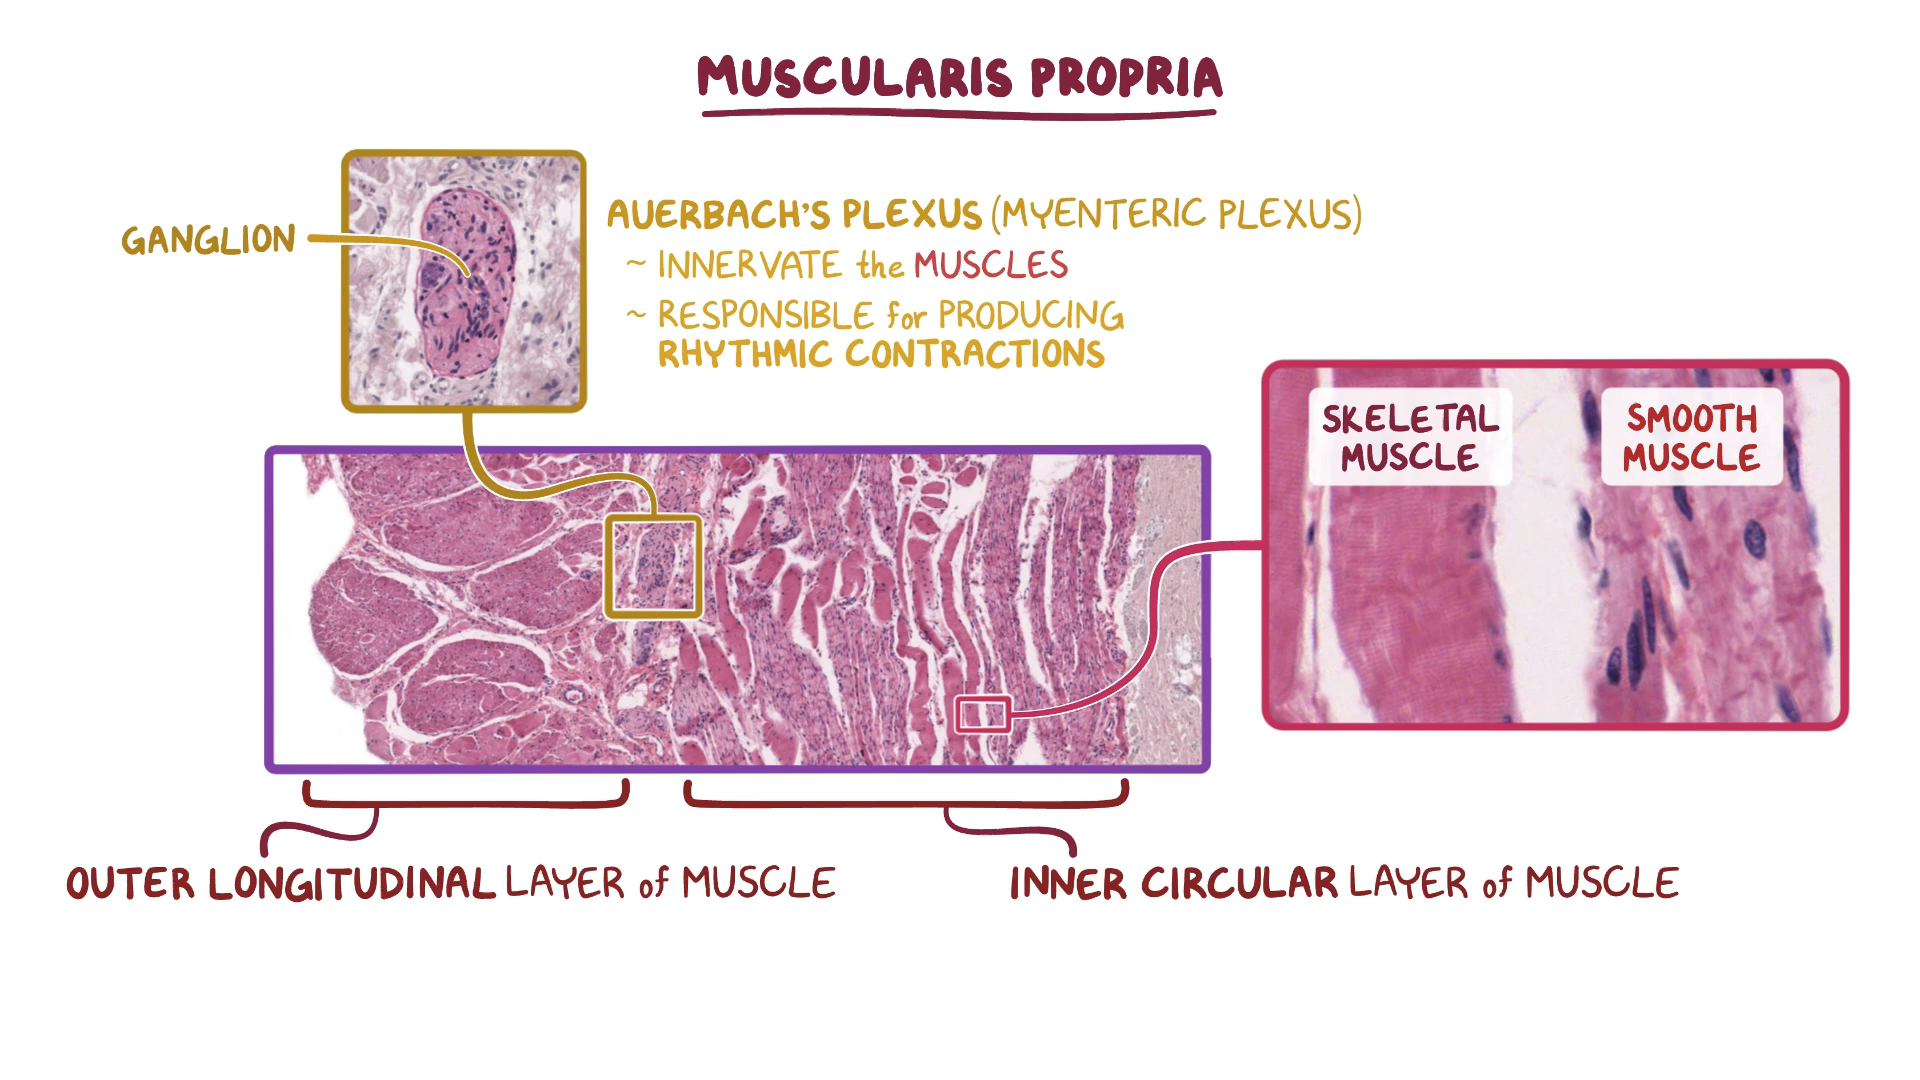 MUSCULARIS PROPRIA
GANGLION
AUERBACH'S PLEXUS (MYENTERIC PLEXUS)
~ INNERVATE the MUSCLES
~ RESPONSIBLE for PRODUCING
RHYTHMIC CONTRACTIONS
SKELETAL
MUSCLE
SMOOTH
MUSCLE
OUTER LONGITUDINAL LAYER of MUSCLE
INNER CIRCULAR LAYER of MUSCLE